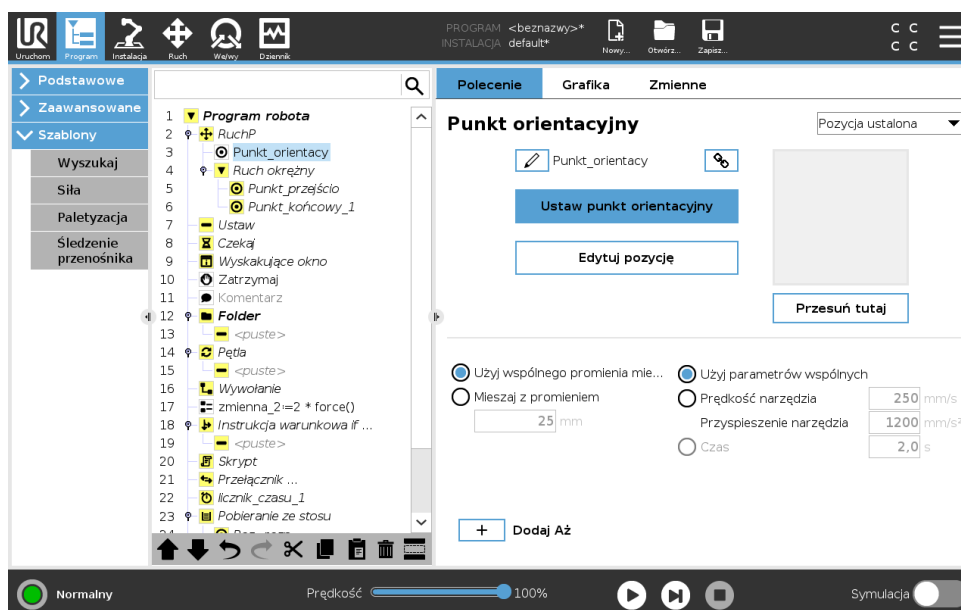 UR
PROGRAM <beznazwy>*
INSTALACJA default*
Uruchom Program Instalacja Ruch We/wy Dziennik
Nowy... Otwórz... Zapisz...
C C
C C
Podstawowe
Zaawansowane
Szablony
Wyszukaj
Siła
Paletyzacja
Śledzenie
przenośnika
1 Program robota
2 RuchP
3 Punkt_orientacy
4 Ruch okrężny
5 Punkt_przejścio
6 Punkt_końcowy_1
7 Ustaw
8 Czekaj
9 Wyskakujące okno
10 Zatrzymaj
11 Komentarz
12 Folder
13 <puste>
14 Pętla
15 <puste>
16 Wywołanie
17 zmienna_2≔2 * force()
18 Instrukcja warunkowa if ...
19 <puste>
20 Skrypt
21 Przełącznik ...
22 licznik_czasu_1
23 Pobieranie ze stosu
Polecenie Grafika Zmienne
Punkt orientacyjny
Pozycja ustalona
Punkt_orientacy
Ustaw punkt orientacyjny
Edytuj pozycję
Przesuń tutaj
Użyj wspólnego promienia mie...
Mieszaj z promieniem
25 mm
Użyj parametrów wspólnych
Prędkość narzędzia 250 mm/s
Przyspieszenie narzędzia 1200 mm/s²
Czas 2,0 s
+ Dodaj Aż
Normalny
Prędkość 100%
Symulacja